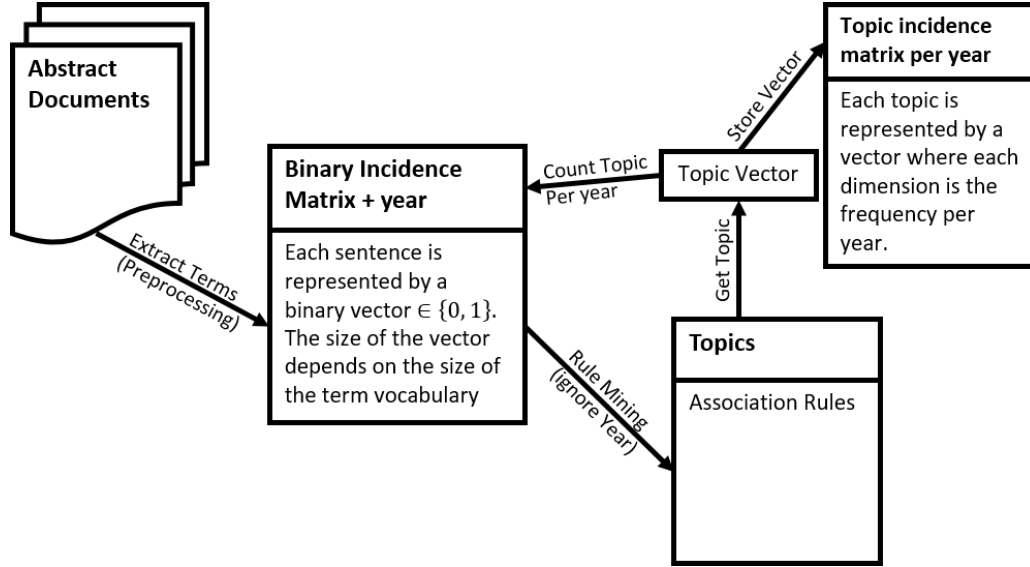 Abstract
Documents
Extract Terms
(Preprocessing)
Binary Incidence
Matrix + year
Each sentence is
represented by a
binary vector ∈ {0, 1}.
The size of the vector
depends on the size of
the term vocabulary
Rule Mining
(ignore Year)
Topics
Association Rules
Get Topic
Topic Vector
Count Topic
Per year
Store Vector
Topic incidence
matrix per year
Each topic is
represented by a
vector where each
dimension is the
frequency per
year.